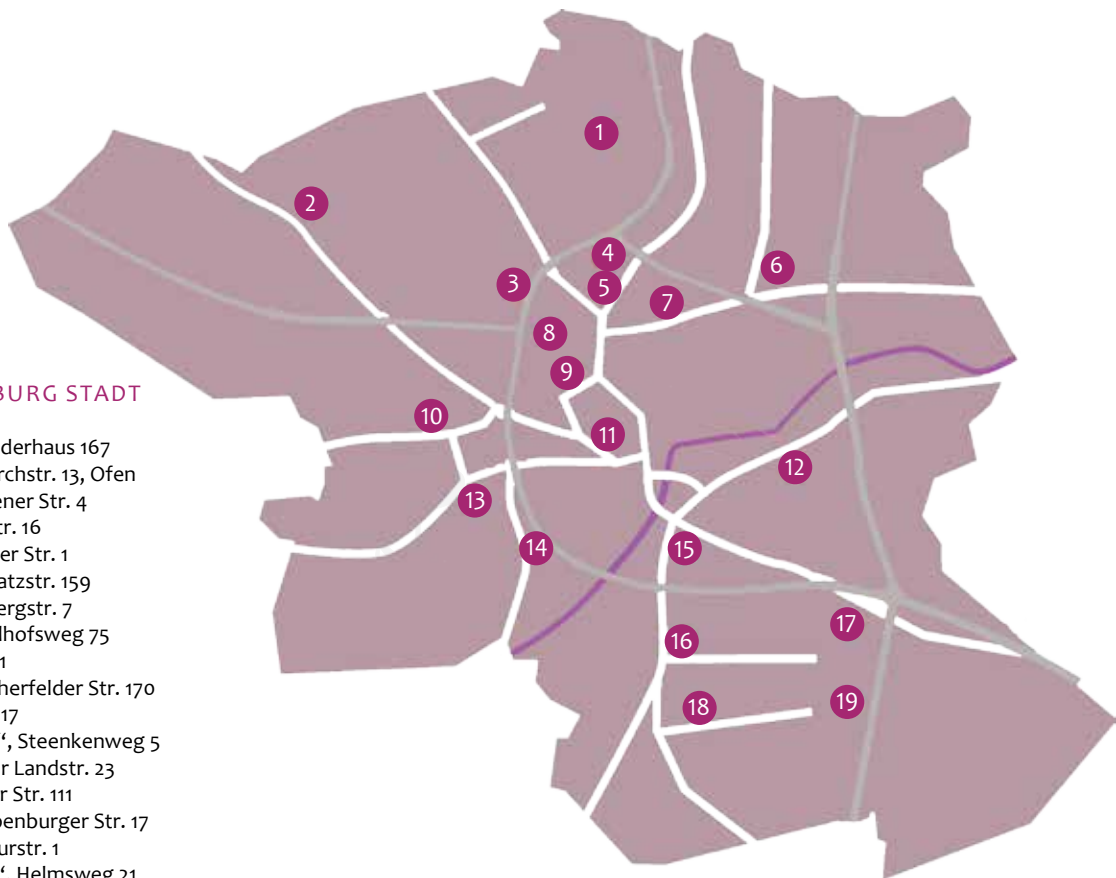 BURG STADT
derhaus 167
rchstr. 13, Ofen
ener Str. 4
tr. 16
er Str. 1
atzstr. 159
ergstr. 7
lhofsweg 75
1
herfelder Str. 170
17
“, Steenkenweg 5
r Landstr. 23
r Str. 111
penburger Str. 17
urstr. 1
“, Helmsweg 21
1
2
3
4
5
6
7
8
9
10
11
12
13
14
15
16
17
18
19